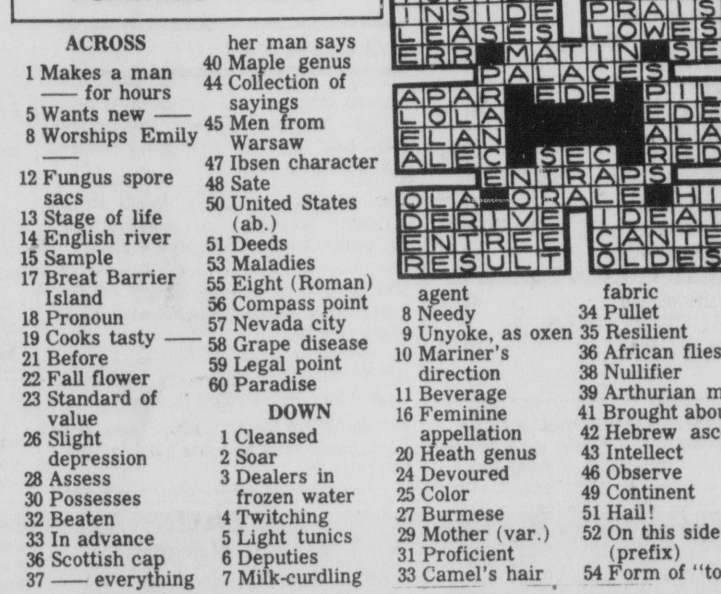 ACROSS
1 Makes a man
—— for hours
5 Wants new ——
8 Worships Emily
——
12 Fungus spore
sacs
13 Stage of life
14 English river
15 Sample
17 Breat Barrier
Island
18 Pronoun
19 Cooks tasty ——
21 Before
22 Fall flower
23 Standard of
value
26 Slight
depression
28 Assess
30 Possesses
32 Beaten
33 In advance
36 Scottish cap
37 —— everything
her man says
40 Maple genus
44 Collection of
sayings
45 Men from
Warsaw
47 Ibsen character
48 Sate
50 United States
(ab.)
51 Deeds
53 Maladies
55 Eight (Roman)
56 Compass point
57 Nevada city
58 Grape disease
59 Legal point
60 Paradise
DOWN
1 Cleansed
2 Soar
3 Dealers in
frozen water
4 Twitching
5 Light tunics
6 Deputies
7 Milk-curdling
INSIDE PRAIS
LEASES LOWES
ERR MATIN SE
PALACES
APAR EDE PIL
LOLA EDE
ELAN ALA
ALEC SEC RED
ENTRAPS
OLA ORALE HI
DERIVE IDEAT
ENTREE CANTE
RESULT OLDES
agent
8 Needy
9 Unyoke, as oxen
10 Mariner's
direction
11 Beverage
16 Feminine
appellation
20 Heath genus
24 Devoured
25 Color
27 Burmese
29 Mother (var.)
31 Proficient
33 Camel's hair
fabric
34 Pullet
35 Resilient
36 African flies
38 Nullifier
39 Arthurian m
41 Brought abou
42 Hebrew asc
43 Intellect
46 Observe
49 Continent
51 Hail!
52 On this side
(prefix)
54 Form of "to